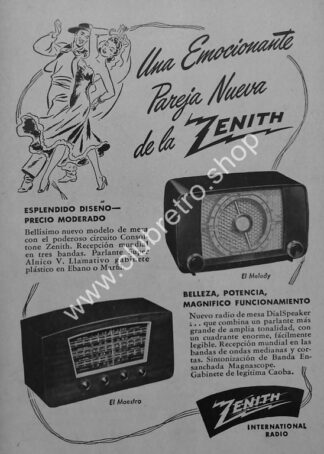 Una Emocionante
Pareja Nueva
de la ZENITH
ESPLENDIDO DISEÑO—
PRECIO MODERADO
Bellísimo nuevo modelo de mesa
con el poderoso circuito Consol-
tone Zenith. Recepción mundial
en tres bandas. Parlante
Alnico V. Llamativo gabinete
plástico en Ebano o
El Melody
BELLEZA, POTENCIA,
MAGNIFICO FUNCIONAMIENTO
Nuevo radio de mesa DialSpeaker
... que combina un parlante más
grande de amplia tonalidad, con
un cuadrante enorme, fácilmente
legible. Recepción mundial en las
bandas de ondas medianas y cor-
tas. Sintonización de Banda En-
sanchada Magnascope.
Gabinete de legítima Caoba.
El Maestro
ZENITH
INTERNATIONAL
RADIO
www.clubretro.shop